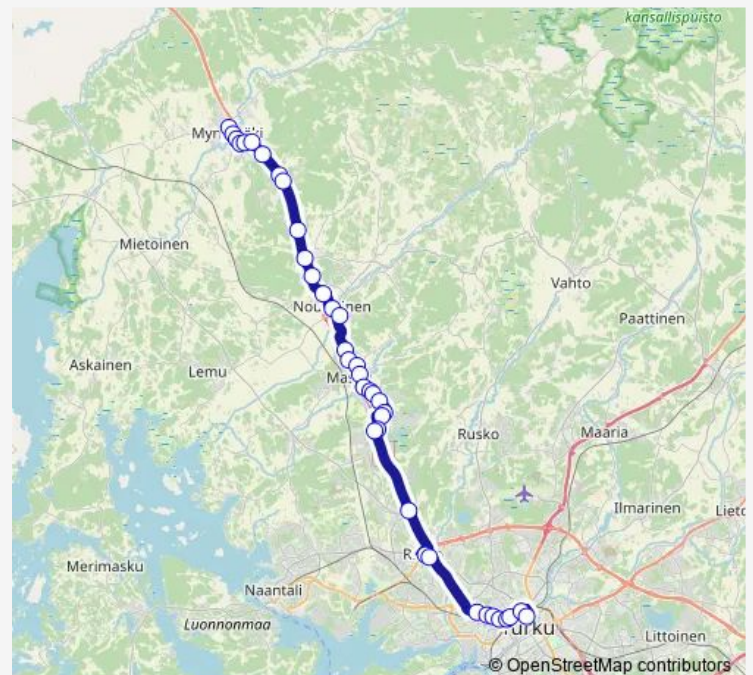 kansallispuisto
Mietoinen
Vahto
Paattinen
Askainen
Lemu
Rusko
Maaria
Ilmarinen
Merimasku
Naantali
Luonnonmaa
Littoinen
© OpenStreetMap contributors